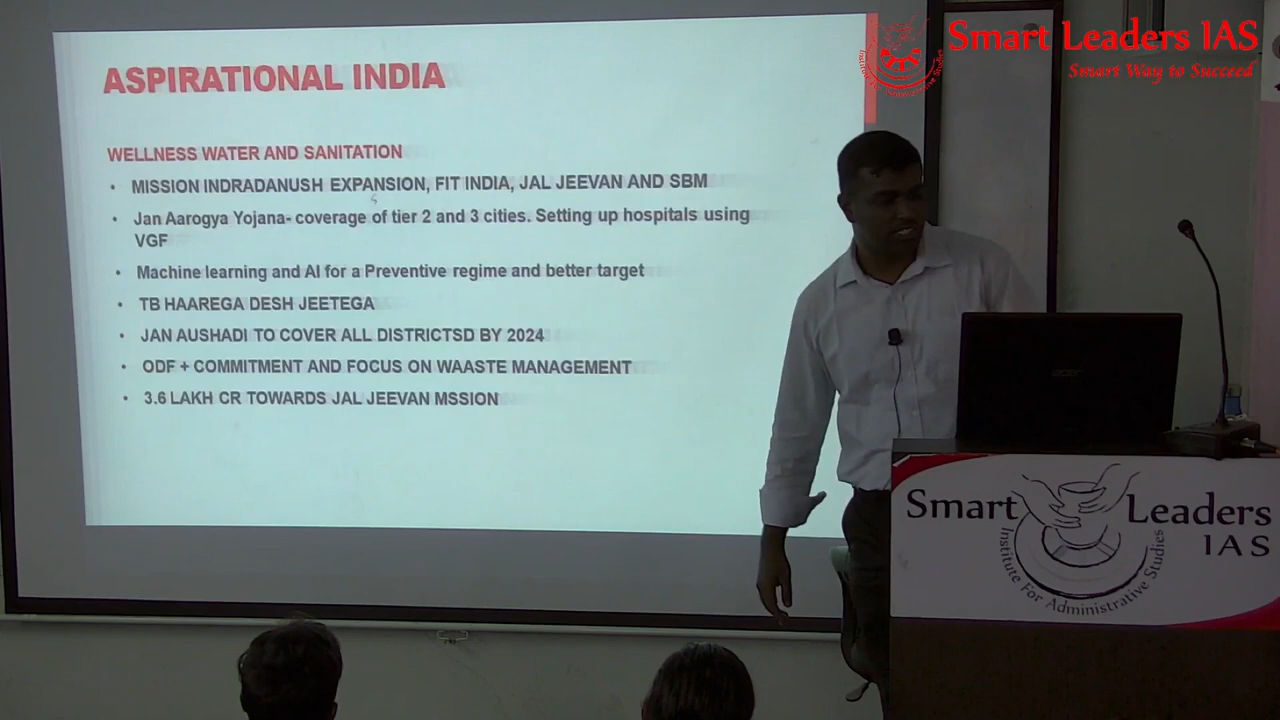 Smart Leaders IAS
Smart Way to Succeed
ASPIRATIONAL INDIA
WELLNESS WATER AND SANITATION
• MISSION INDRADANUSH EXPANSION, FIT INDIA, JAL JEEVAN AND SBM
• Jan Aarogya Yojana- coverage of tier 2 and 3 cities. Setting up hospitals using
VGF
• Machine learning and AI for a Preventive regime and better target
• TB HAAREGA DESH JEETEGA
• JAN AUSHADI TO COVER ALL DISTRICTSD BY 2024
• ODF + COMMITMENT AND FOCUS ON WAASTE MANAGEMENT
• 3.6 LAKH CR TOWARDS JAL JEEVAN MSSION
acer
Smart Leaders
IAS
Institute For Administrative Studies